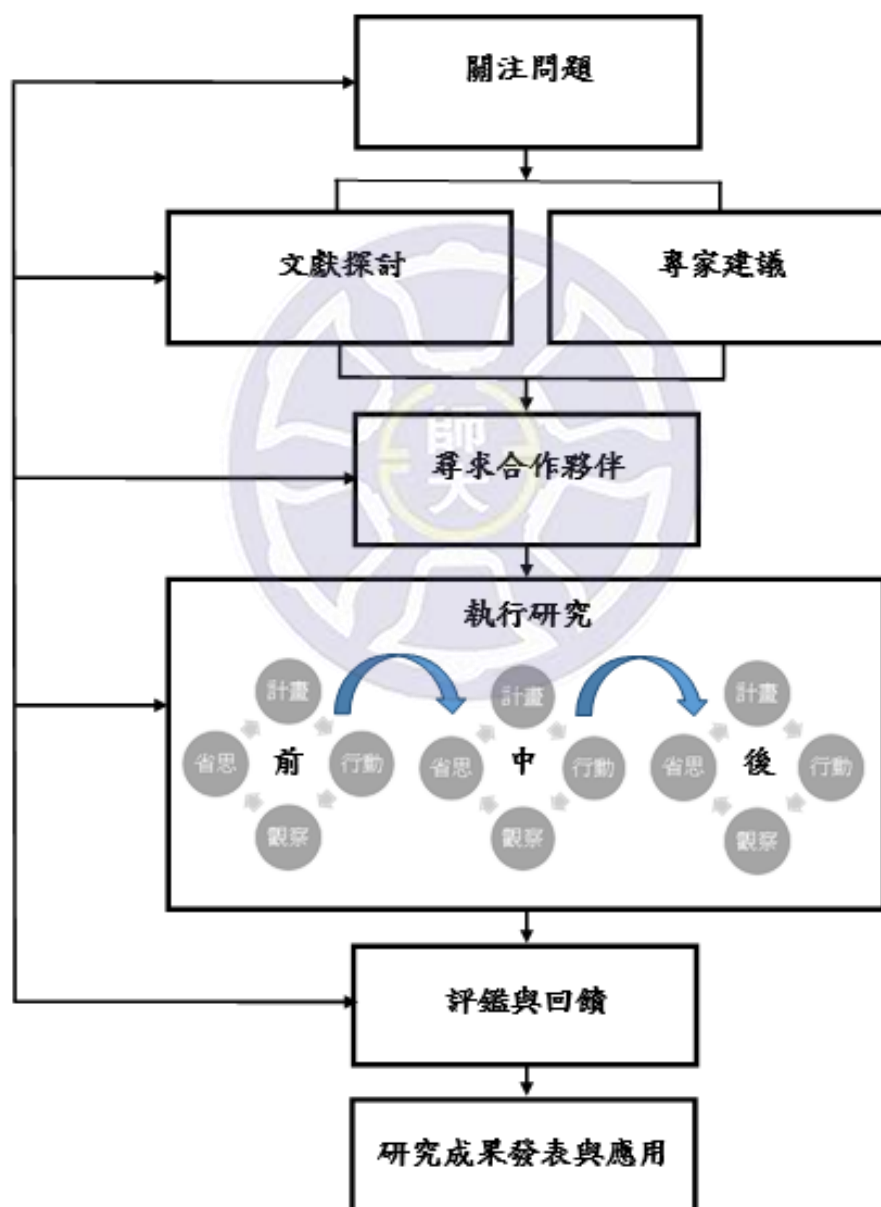 關注問題
文獻探討
專家建議
師大
尋求合作夥伴
執行研究
計畫
省思
前
行動
觀察
計畫
省思
中
行動
觀察
計畫
省思
後
行動
觀察
評鑑與回饋
研究成果發表與應用